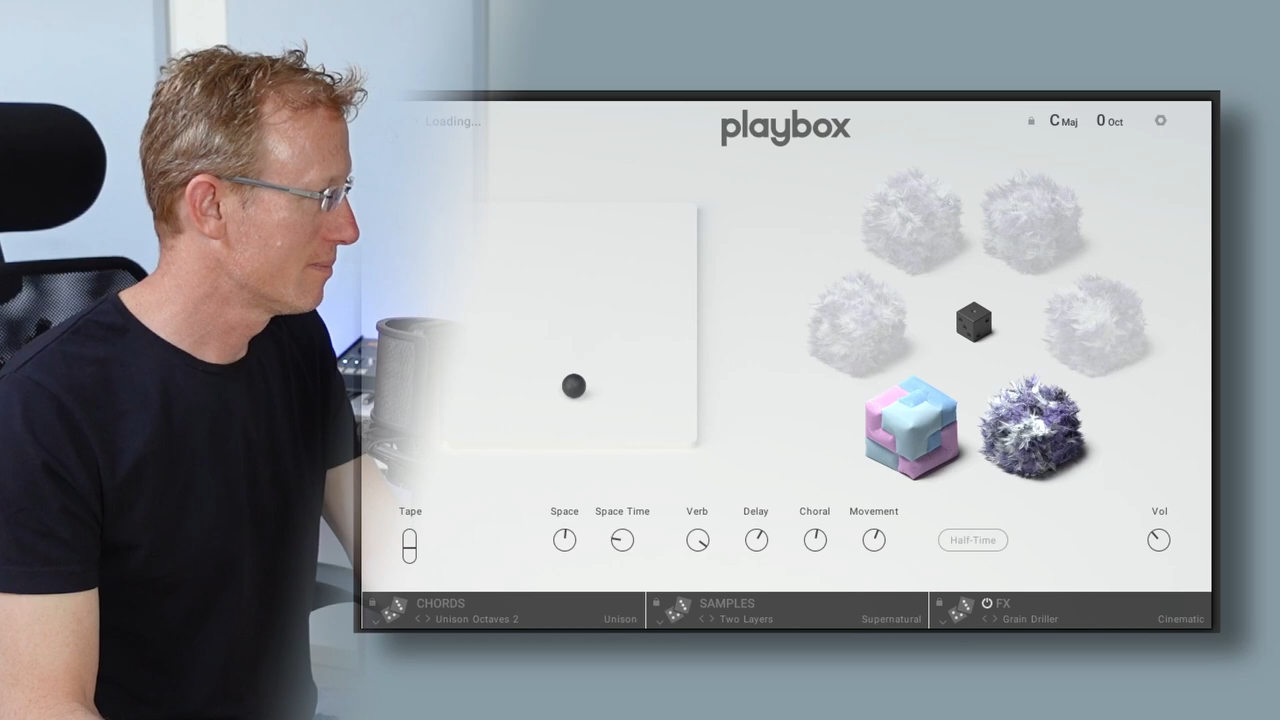 Loading...
playbox
C Maj 0 Oct
Tape
Space
Space Time
Verb
Delay
Choral
Movement
Vol
Half-Time
CHORDS
< > Unison Octaves 2
Unison
SAMPLES
< > Two Layers
Supernatural
FX
< > Grain Driller
Cinematic